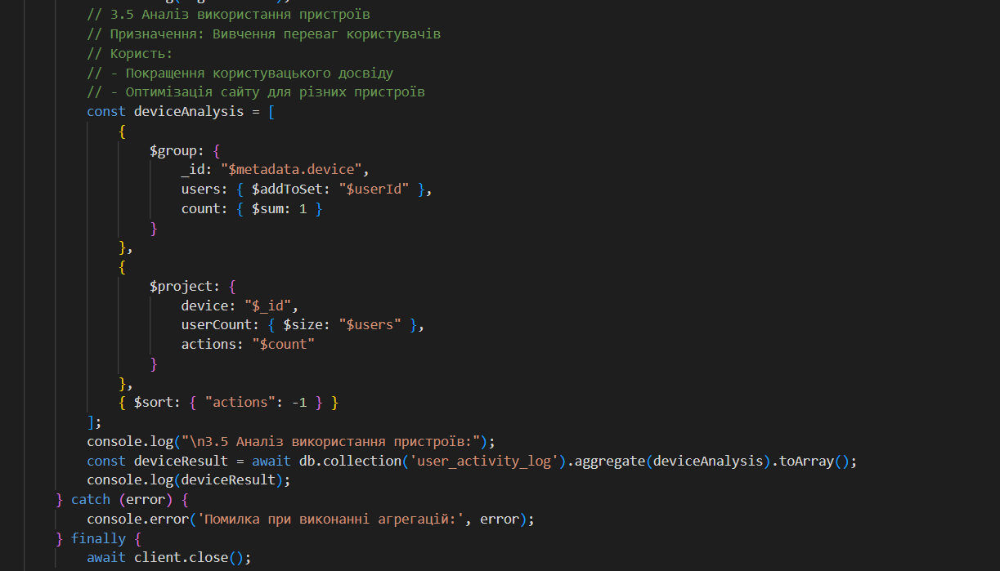 // 3.5 Аналіз використання пристроїв
// Призначення: Вивчення переваг користувачів
// Користь:
// - Покращення користувацького досвіду
// - Оптимізація сайту для різних пристроїв
const deviceAnalysis = [
{
$group: {
_id: "$metadata.device",
users: { $addToSet: "$userId" },
count: { $sum: 1 }
}
},
{
$project: {
device: "$_id",
userCount: { $size: "$users" },
actions: "$count"
}
},
{ $sort: { "actions": -1 } }
];
console.log("\n3.5 Аналіз використання пристроїв:");
const deviceResult = await db.collection('user_activity_log').aggregate(deviceAnalysis).toArray();
console.log(deviceResult);
} catch (error) {
console.error('Помилка при виконанні агрегацій:', error);
} finally {
await client.close();